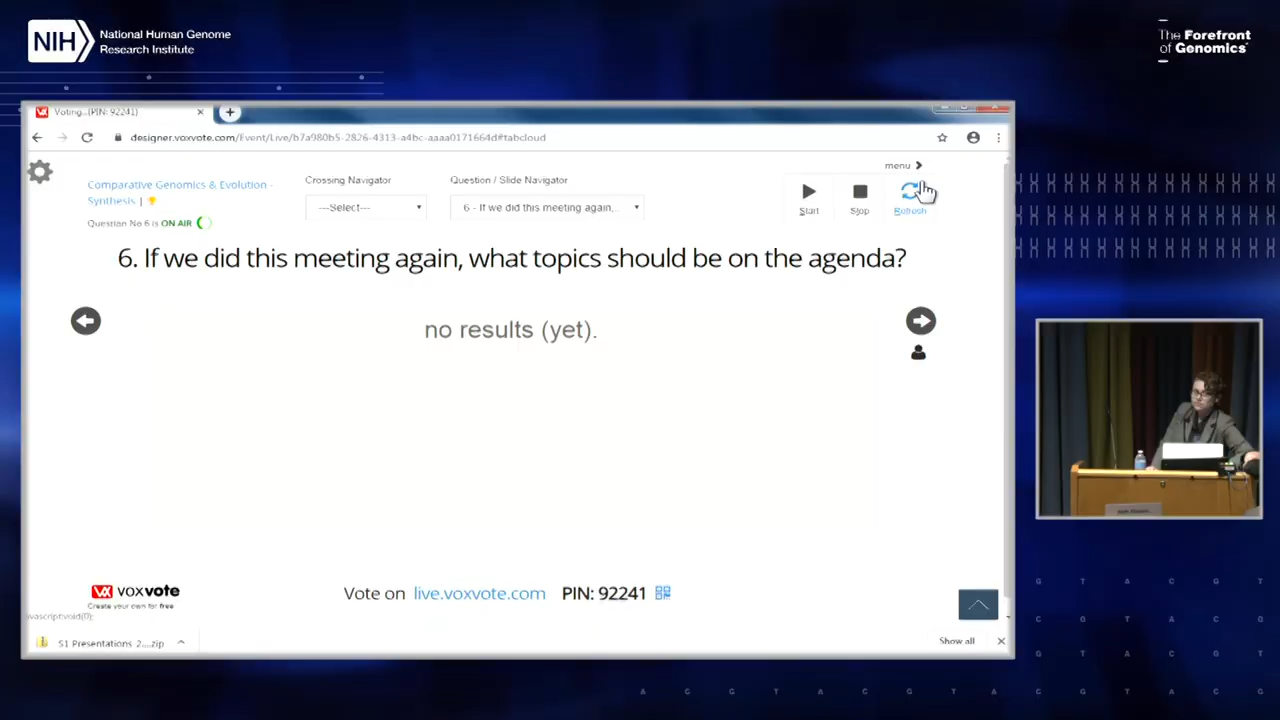 NIH
National Human Genome
Research Institute
The Forefront
of Genomics
Voting...(PIN: 92241)
designer.voxvote.com/Event/Live/b7a980b5-2826-4313-a4bc-aaaa0171664d#tabcloud
menu
Comparative Genomics & Evolution -
Synthesis |
Question No 6 is ON AIR
Crossing Navigator
---Select---
Question / Slide Navigator
6 - If we did this meeting again,...
Start
Stop
Refresh
6. If we did this meeting again, what topics should be on the agenda?
no results (yet).
voxvote
Create your own for free
Vote on live.voxvote.com PIN: 92241
javascript:void(0);
S1 Presentations 2....zip
Show all
G T A C G T
C G T A C G
T A C G T A
A C G T A C G T A C G T A C G